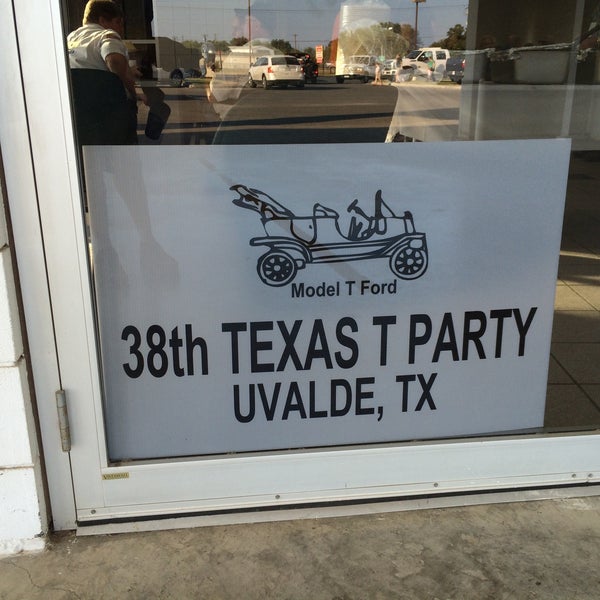 Model T Ford
38th TEXAS T PARTY
UVALDE, TX